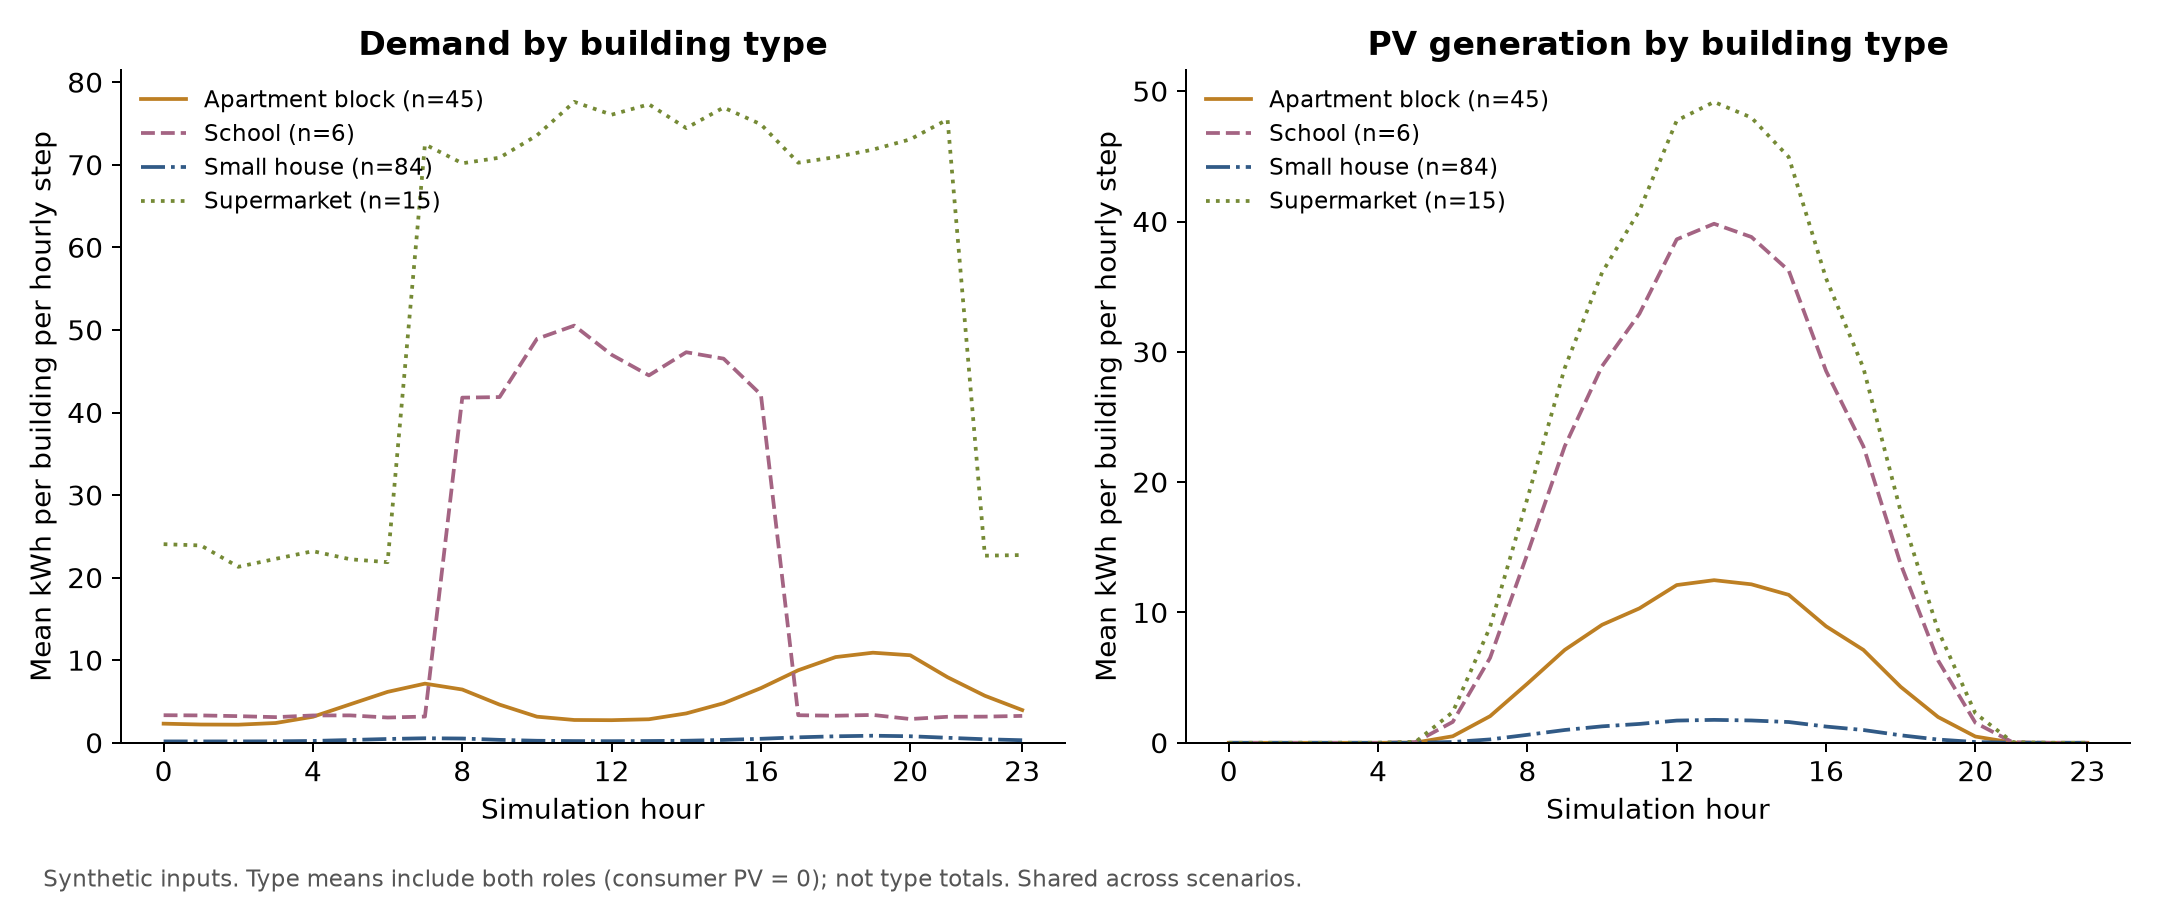 Demand by building type
Mean kWh per building per hourly step
80
70
60
50
40
30
20
10
0
Apartment block (n=45)
School (n=6)
Small house (n=84)
Supermarket (n=15)
0 4 8 12 16 20 23
Simulation hour
PV generation by building type
Mean kWh per building per hourly step
50
40
30
20
10
0
Apartment block (n=45)
School (n=6)
Small house (n=84)
Supermarket (n=15)
0 4 8 12 16 20 23
Simulation hour
Synthetic inputs. Type means include both roles (consumer PV = 0); not type totals. Shared across scenarios.